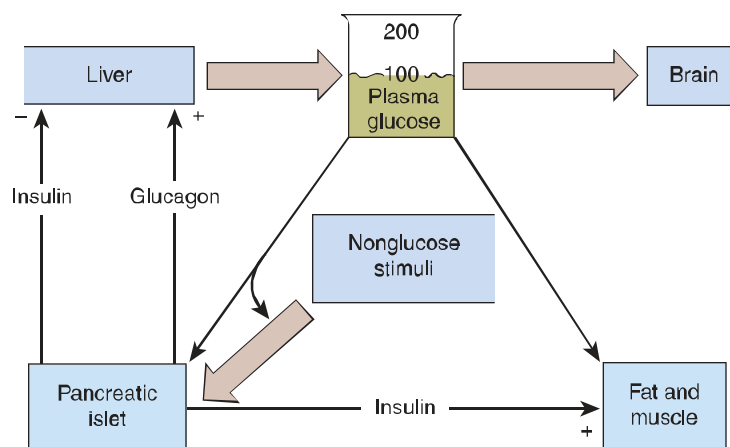 200
100
Plasma
glucose
Liver
Brain
−
+
Insulin
Glucagon
Nonglucose
stimuli
Pancreatic
islet
Insulin
+
Fat and
muscle